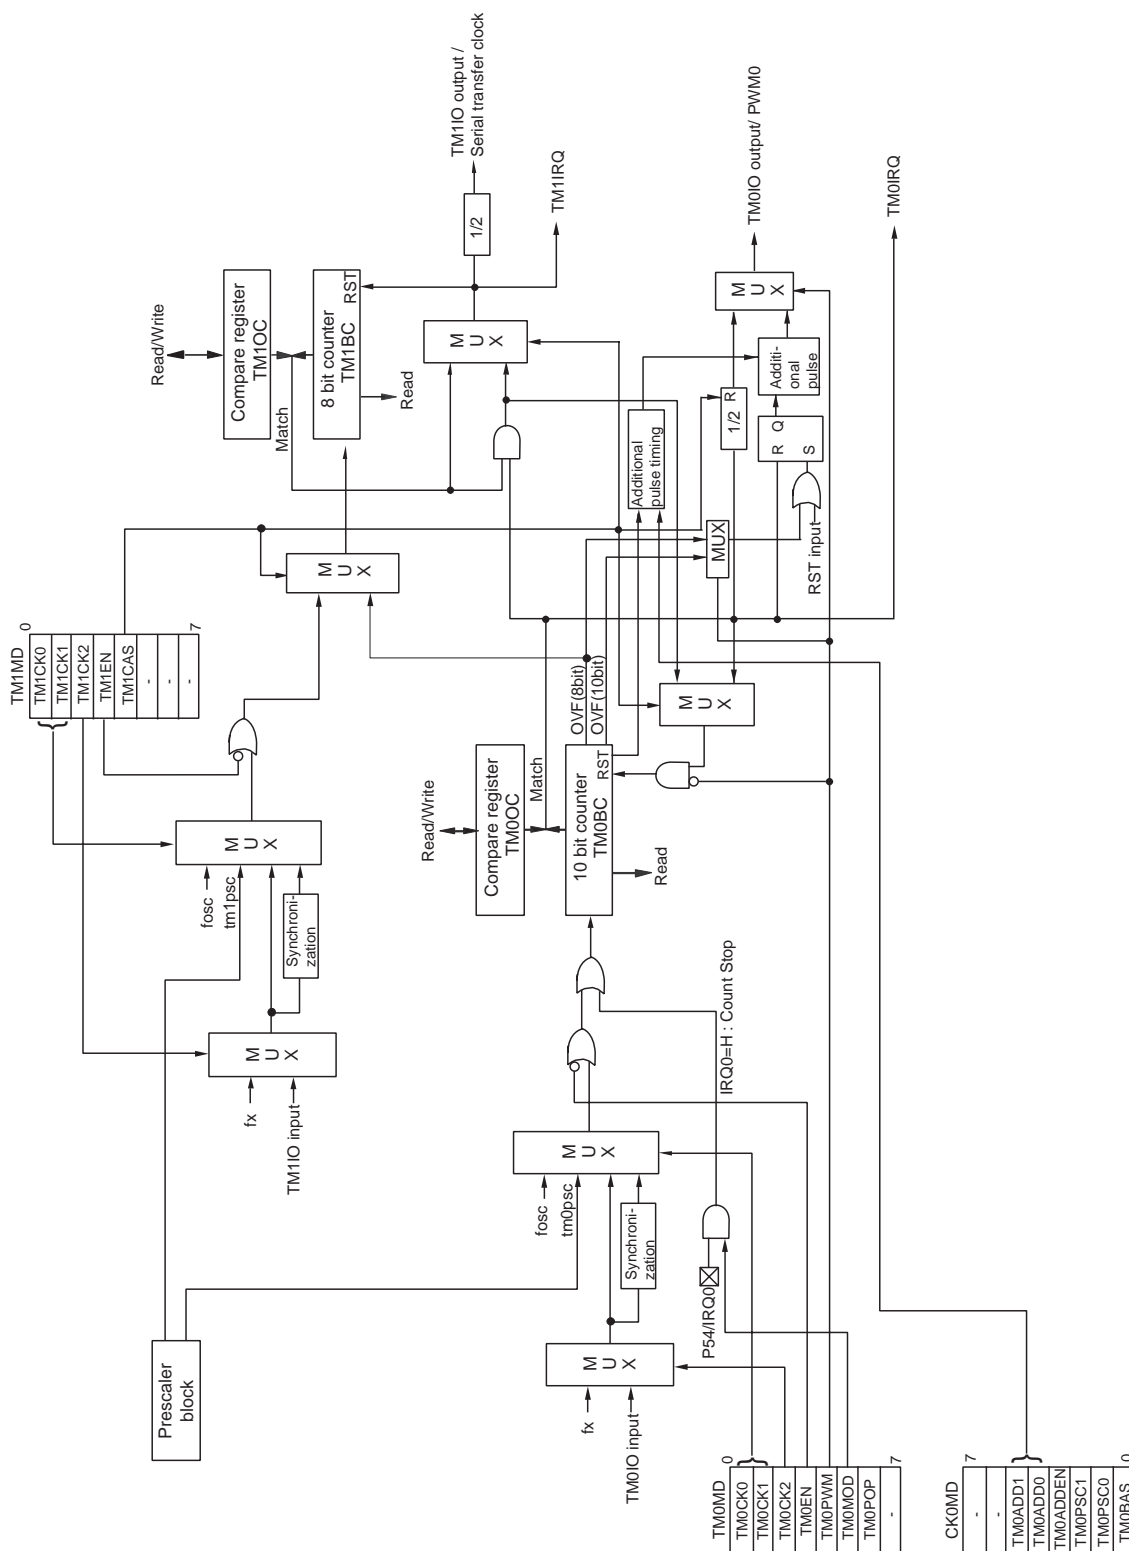 TM1IO output /
Serial transfer clock
TM1IRQ
TM0IO output/ PWM0
TM0IRQ
1/2
Read/Write
Compare register
TM1OC
Match
8 bit counter
TM1BC
RST
Read
M U X
Additional
pulse timing
1/2
R
Additi-
onal
pulse
R Q
S
M U X
MUX
RST input
M U X
TM1MD
0
TM1CK0
TM1CK1
TM1CK2
TM1EN
TM1CAS
-
-
-
7
OVF(8bit)
OVF(10bit)
M U X
Read/Write
Compare register
TM0OC
Match
10 bit counter
TM0BC
RST
Read
M U X
fosc
tm1psc
Synchroni-
zation
M U X
fx
TM1IO input
IRQ0=H : Count Stop
M U X
fosc
tm0psc
Synchroni-
zation
P54/IRQ0
M U X
fx
TM0IO input
Prescaler
block
TM0MD
0
TM0CK0
TM0CK1
TM0CK2
TM0EN
TM0PWM
TM0MOD
TM0POP
-
7
CK0MD
7
-
-
TM0ADD1
TM0ADD0
TM0ADDEN
TM0PSC1
TM0PSC0
TM0BAS
0